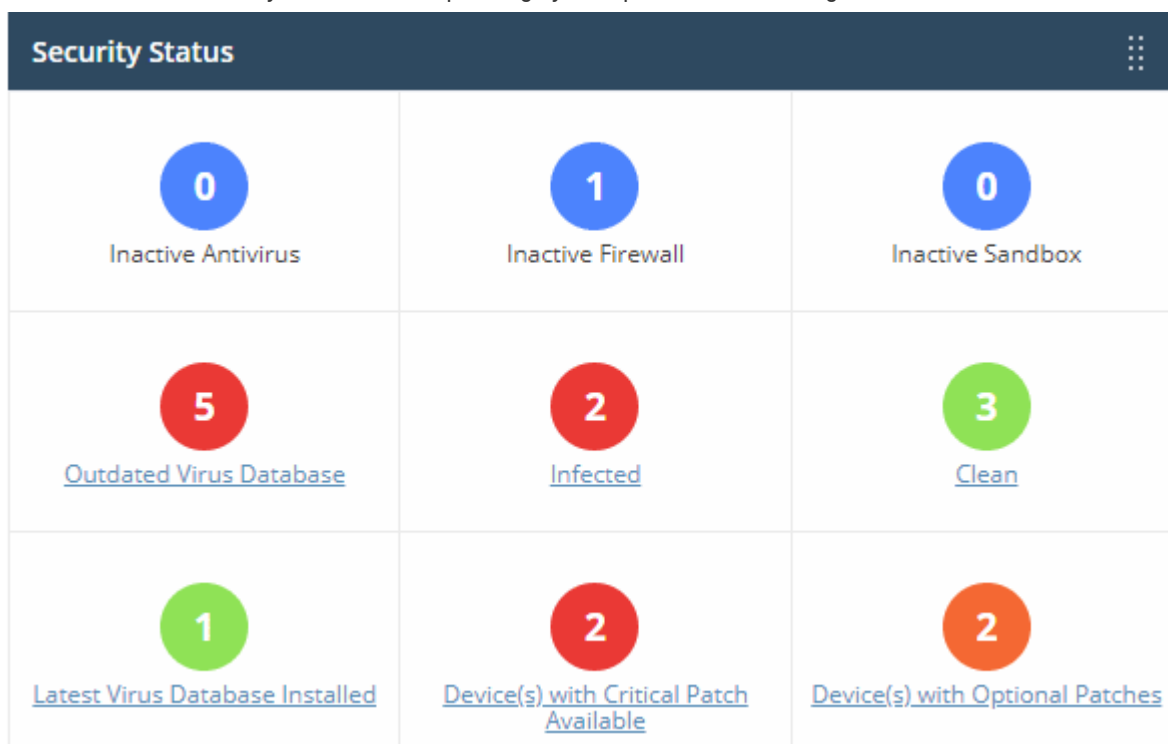 Security Status
0 1 0
Inactive Antivirus Inactive Firewall Inactive Sandbox
5 2 3
Outdated Virus Database Infected Clean
1 2 2
Latest Virus Database Installed Device(s) with Critical Patch Device(s) with Optional Patches
Available